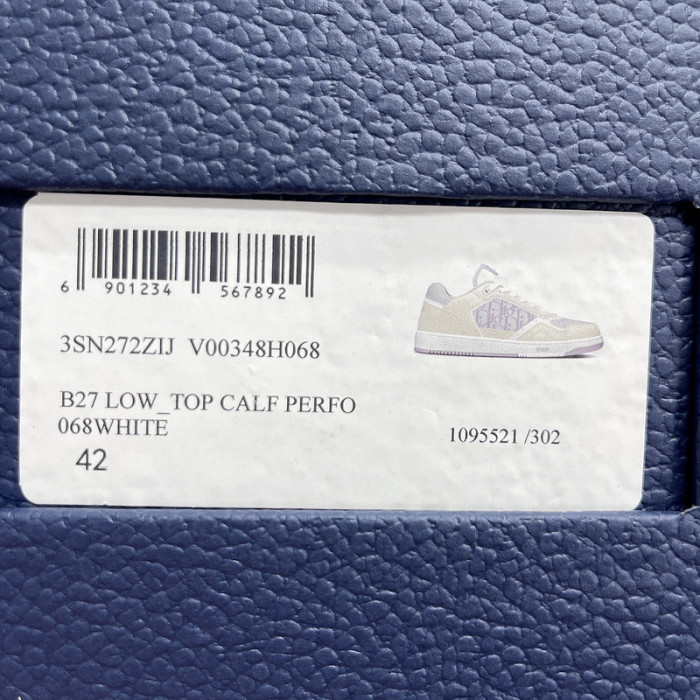 6 901234 567892
3SN272ZIJ V00348H068
B27 LOW_TOP CALF PERFO
068WHITE
42
1095521 /302